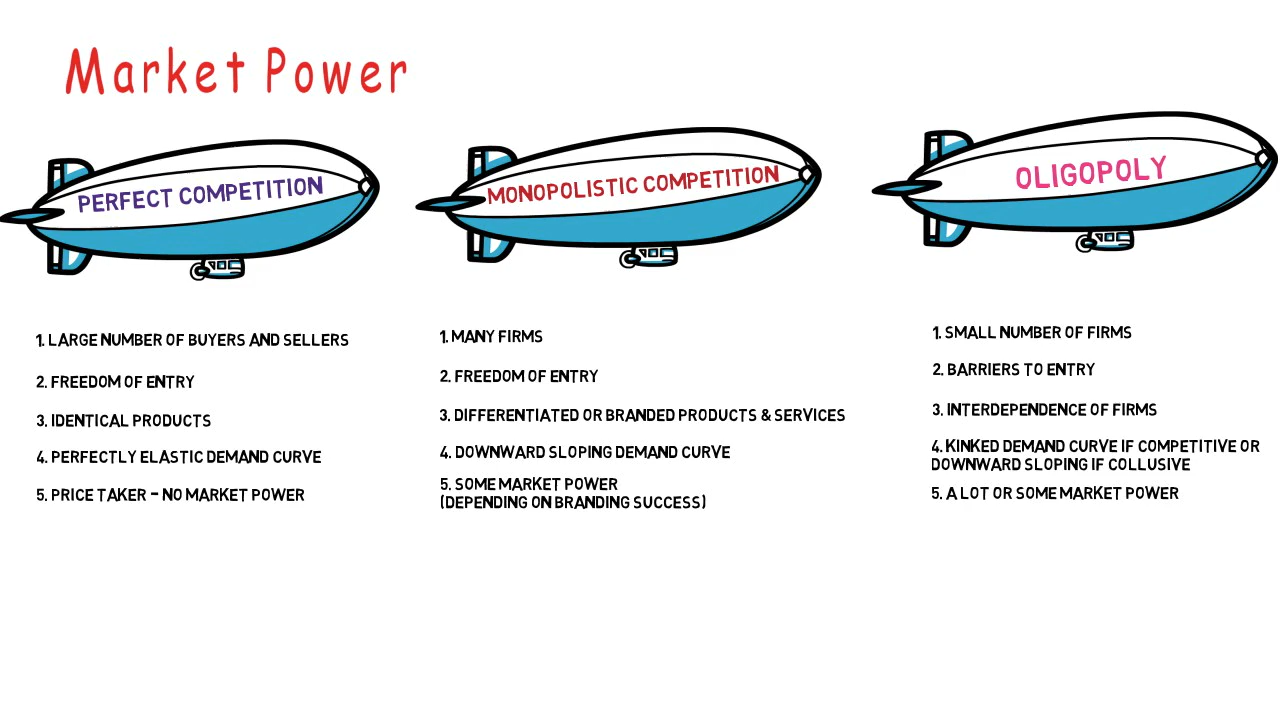 Market Power
PERFECT COMPETITION
1. LARGE NUMBER OF BUYERS AND SELLERS
2. FREEDOM OF ENTRY
3. IDENTICAL PRODUCTS
4. PERFECTLY ELASTIC DEMAND CURVE
5. PRICE TAKER - NO MARKET POWER
MONOPOLISTIC COMPETITION
1. MANY FIRMS
2. FREEDOM OF ENTRY
3. DIFFERENTIATED OR BRANDED PRODUCTS & SERVICES
4. DOWNWARD SLOPING DEMAND CURVE
5. SOME MARKET POWER
(DEPENDING ON BRANDING SUCCESS)
OLIGOPOLY
1. SMALL NUMBER OF FIRMS
2. BARRIERS TO ENTRY
3. INTERDEPENDENCE OF FIRMS
4. KINKED DEMAND CURVE IF COMPETITIVE OR
DOWNWARD SLOPING IF COLLUSIVE
5. A LOT OR SOME MARKET POWER